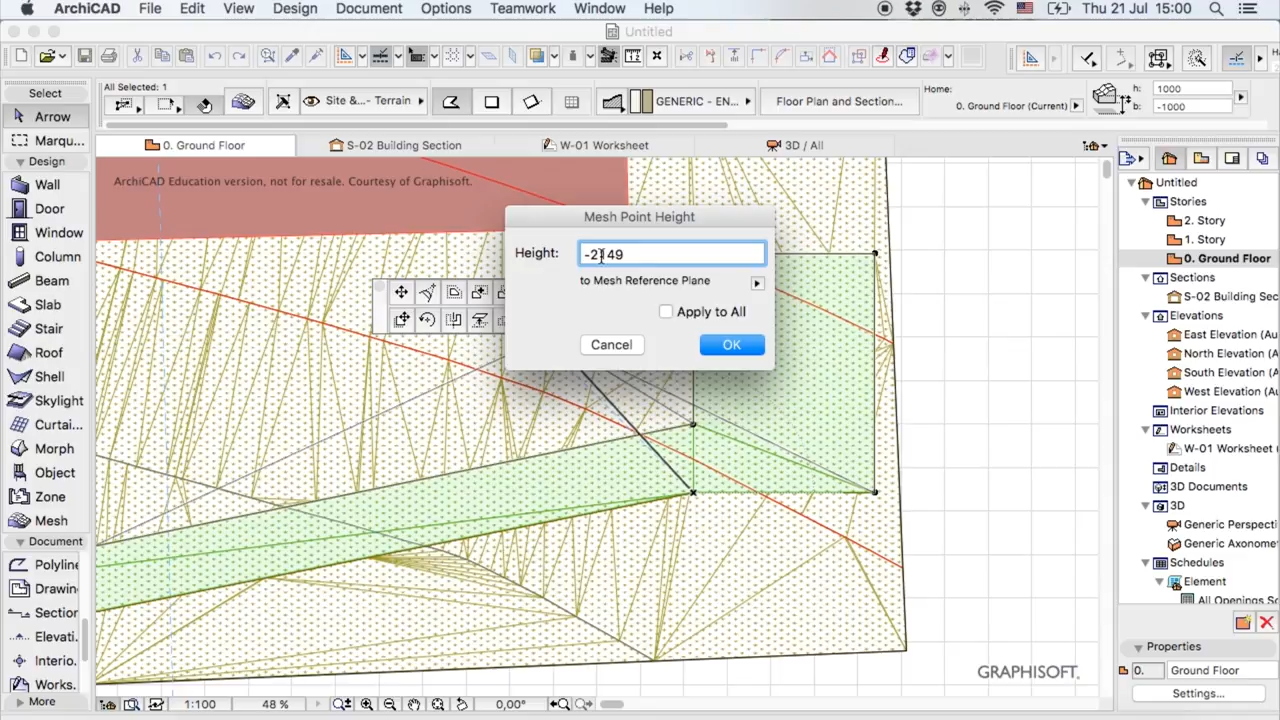 ArchiCAD File Edit View Design Document Options Teamwork Window Help Thu 21 Jul 15:00
Untitled
Select
All Selected: 1
Arrow
Marqu...
Site &...- Terrain
GENERIC - EN...
Floor Plan and Section...
Home:
0. Ground Floor (Current)
h: 1000
b: -1000
0. Ground Floor
S-02 Building Section
W-01 Worksheet
3D / All
Design
Wall
Door
Window
Column
Beam
Slab
Stair
Roof
Shell
Skylight
Curtai...
Morph
Object
Zone
Mesh
Document
Polyline
Drawin
Section
Elevati
Interio.
Works.
More
ArchiCAD Education version, not for resale. Courtesy of Graphisoft.
Mesh Point Height
Height:
to Mesh Reference Plane
Apply to All
Cancel
OK
GRAPHISOFT.
Untitled
Stories
2. Story
1. Story
0. Ground Floor
Sections
S-02 Building Sec
Elevations
East Elevation (Au
North Elevation (A
South Elevation (A
West Elevation (Au
Interior Elevations
Worksheets
W-01 Worksheet (
Details
3D Documents
3D
Generic Perspecti
Generic Axonome
Schedules
Element
All Openings Sc
Properties
0. Ground Floor
Settings...
1:100
48 %
0,00°